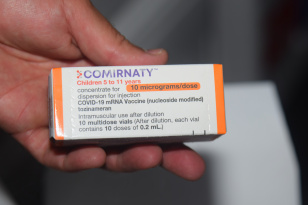 COMIRNATY™
Children 5 to 11 years
concentrate for 10 micrograms/dose
dispersion for injection
COVID-19 mRNA Vaccine (nucleoside modified)
tozinameran
Intramuscular use after dilution
10 multidose vials (After dilution, each vial
contains 10 doses of 0.2 mL)